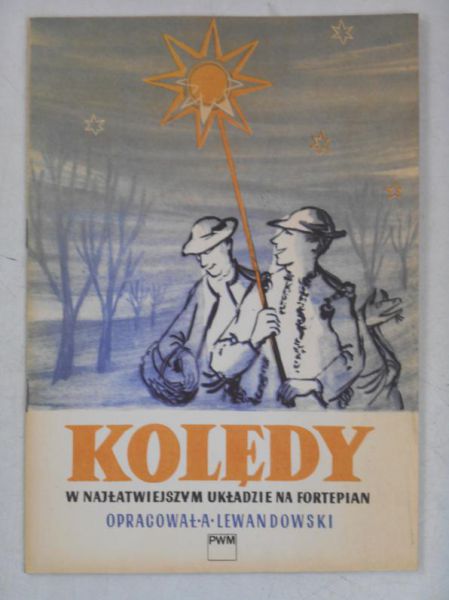 KOLĘDY
W NAJŁATWIEJSZYM UKŁADZIE NA FORTEPIAN
OPRACOWAŁ·A·LEWANDOWSKI
PWM